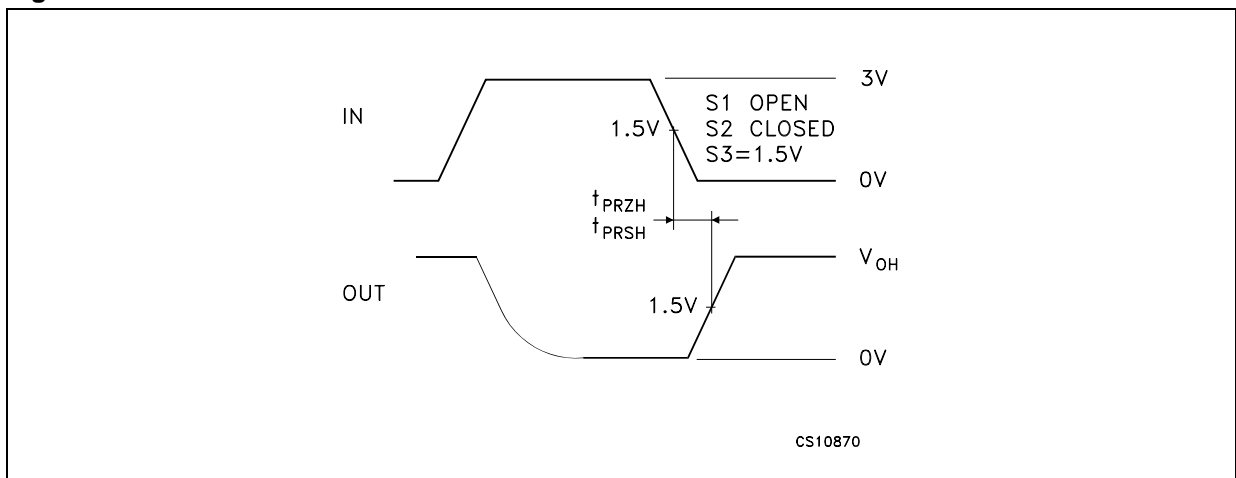 3V
IN
S1 OPEN
1.5V
S2 CLOSED
S3=1.5V
0V
tPRZH
tPRSH
VOH
OUT
1.5V
0V
CS10870